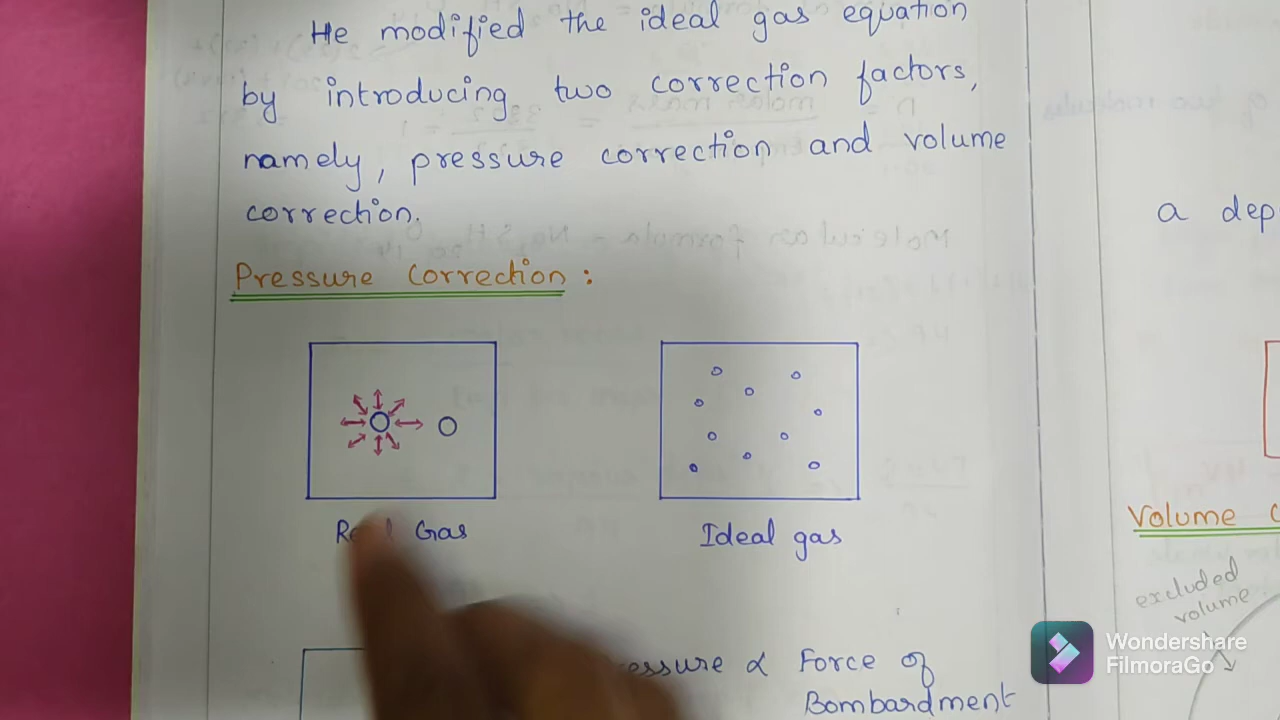 He modified the ideal gas equation
by introducing two correction factors,
namely, pressure correction and volume
correction.
Pressure Correction :
Real Gas
Ideal gas
∝ Force of
Bombardment
a
Volume
excluded
volume
Wondershare
FilmoraGo